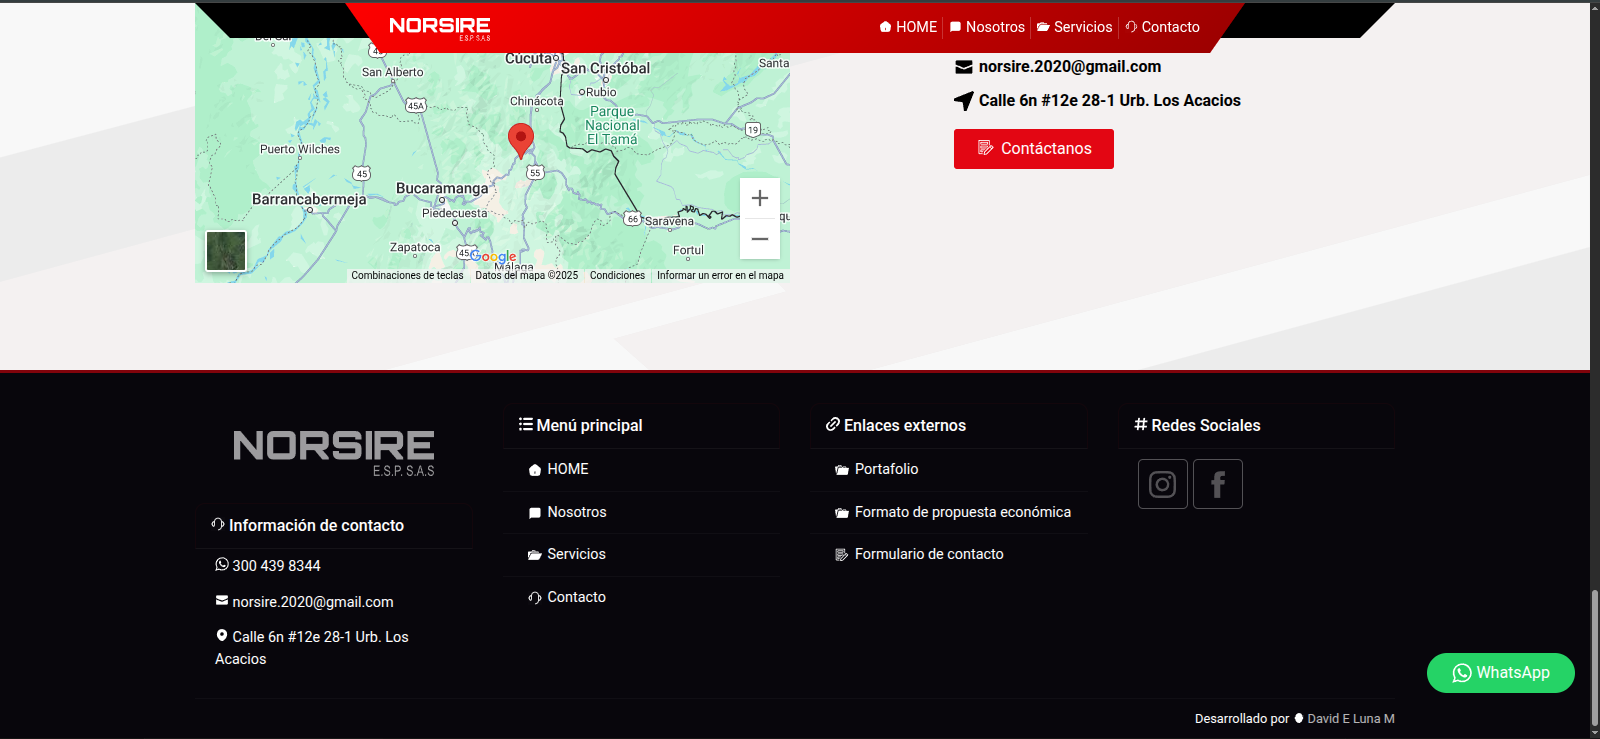 NORSIRE
E.S.P. S.A.S
HOME
Nosotros
Servicios
Contacto
45
Cúcuta
San Cristóbal
Santa
San Alberto
Rubio
Chinácota
45A
Parque
Nacional
El Tamá
19
Puerto Wilches
45
55
Bucaramanga
Barrancabermeja
Piedecuesta
66
Saravena
Zapatoca
45
Google
Fortul
Málaga
Combinaciones de teclas
Datos del mapa ©2025
Condiciones
Informar un error en el mapa
norsire.2020@gmail.com
Calle 6n #12e 28-1 Urb. Los Acacios
Contáctanos
NORSIRE
E.S.P. S.A.S
Información de contacto
300 439 8344
norsire.2020@gmail.com
Calle 6n #12e 28-1 Urb. Los
Acacios
Menú principal
HOME
Nosotros
Servicios
Contacto
Enlaces externos
Portafolio
Formato de propuesta económica
Formulario de contacto
Redes Sociales
WhatsApp
Desarrollado por David E Luna M